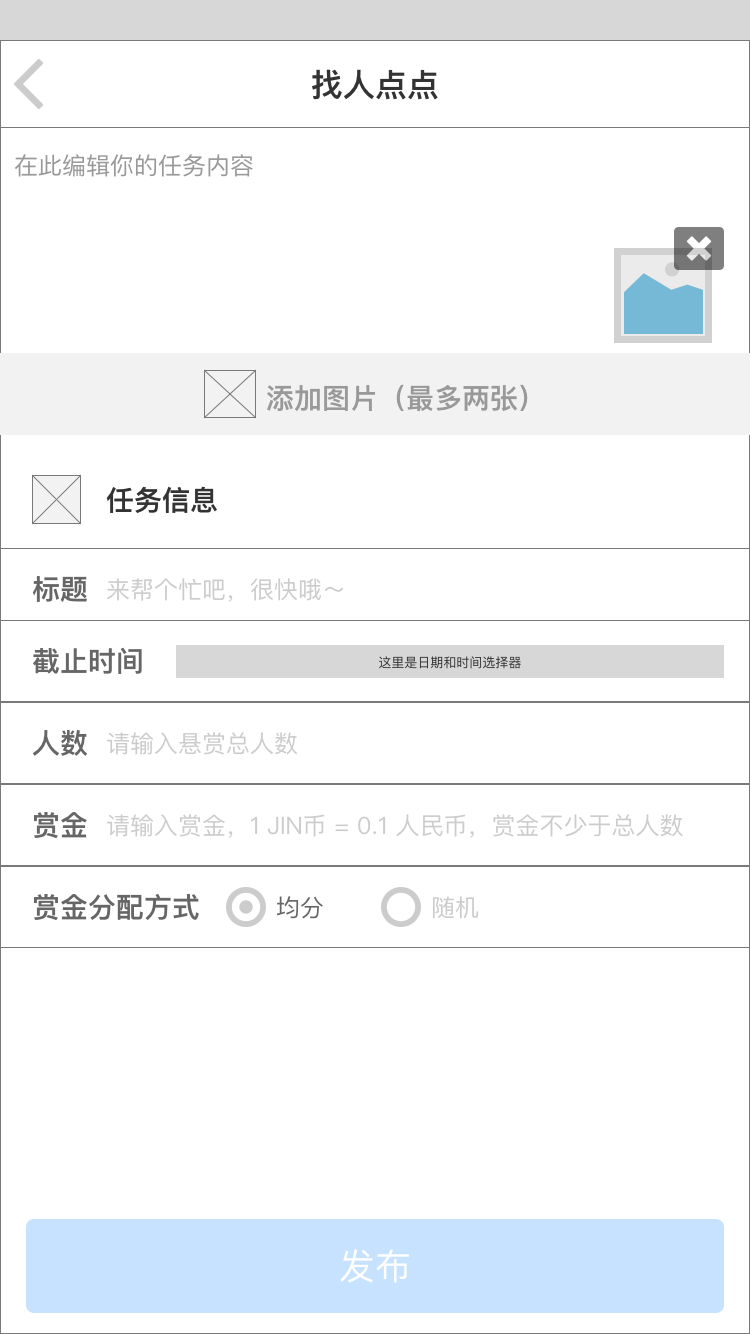 找人点点
在此编辑你的任务内容
添加图片（最多两张）
任务信息
标题 来帮个忙吧，很快哦～
截止时间 这里是日期和时间选择器
人数 请输入悬赏总人数
赏金 请输入赏金，1 JIN币 = 0.1 人民币，赏金不少于总人数
赏金分配方式 均分 随机
发布